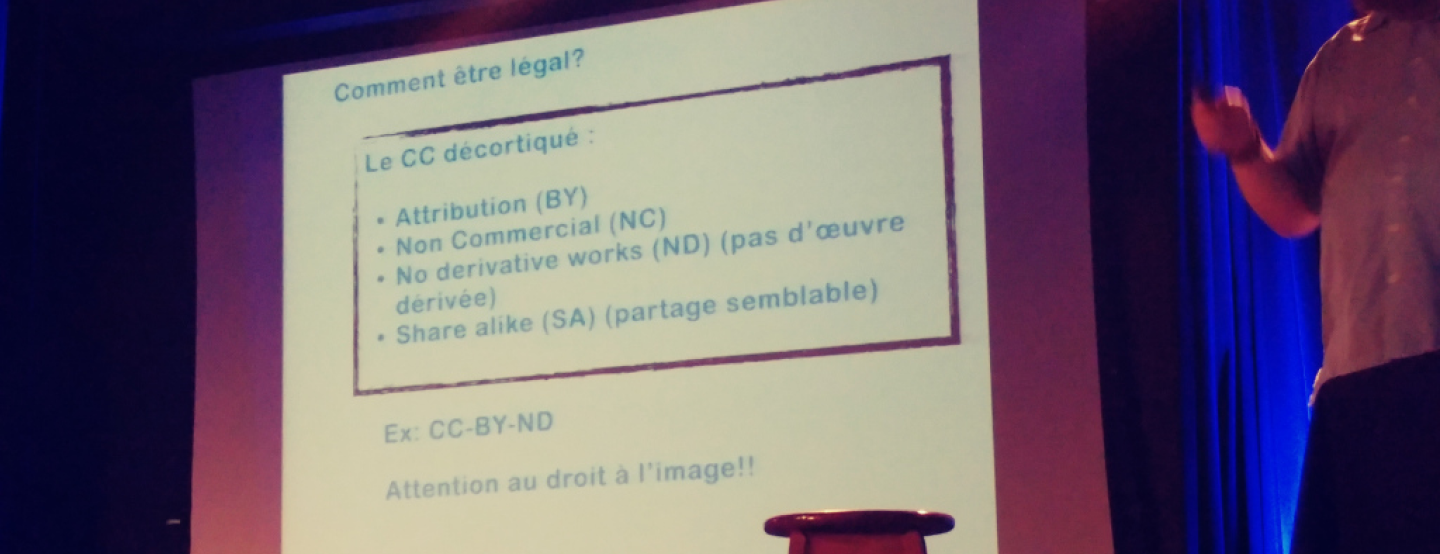 Comment être légal?
Le CC décortiqué :
• Attribution (BY)
• Non Commercial (NC)
• No derivative works (ND) (pas d'œuvre
dérivée)
• Share alike (SA) (partage semblable)
Ex: CC-BY-ND
Attention au droit à l'image!!